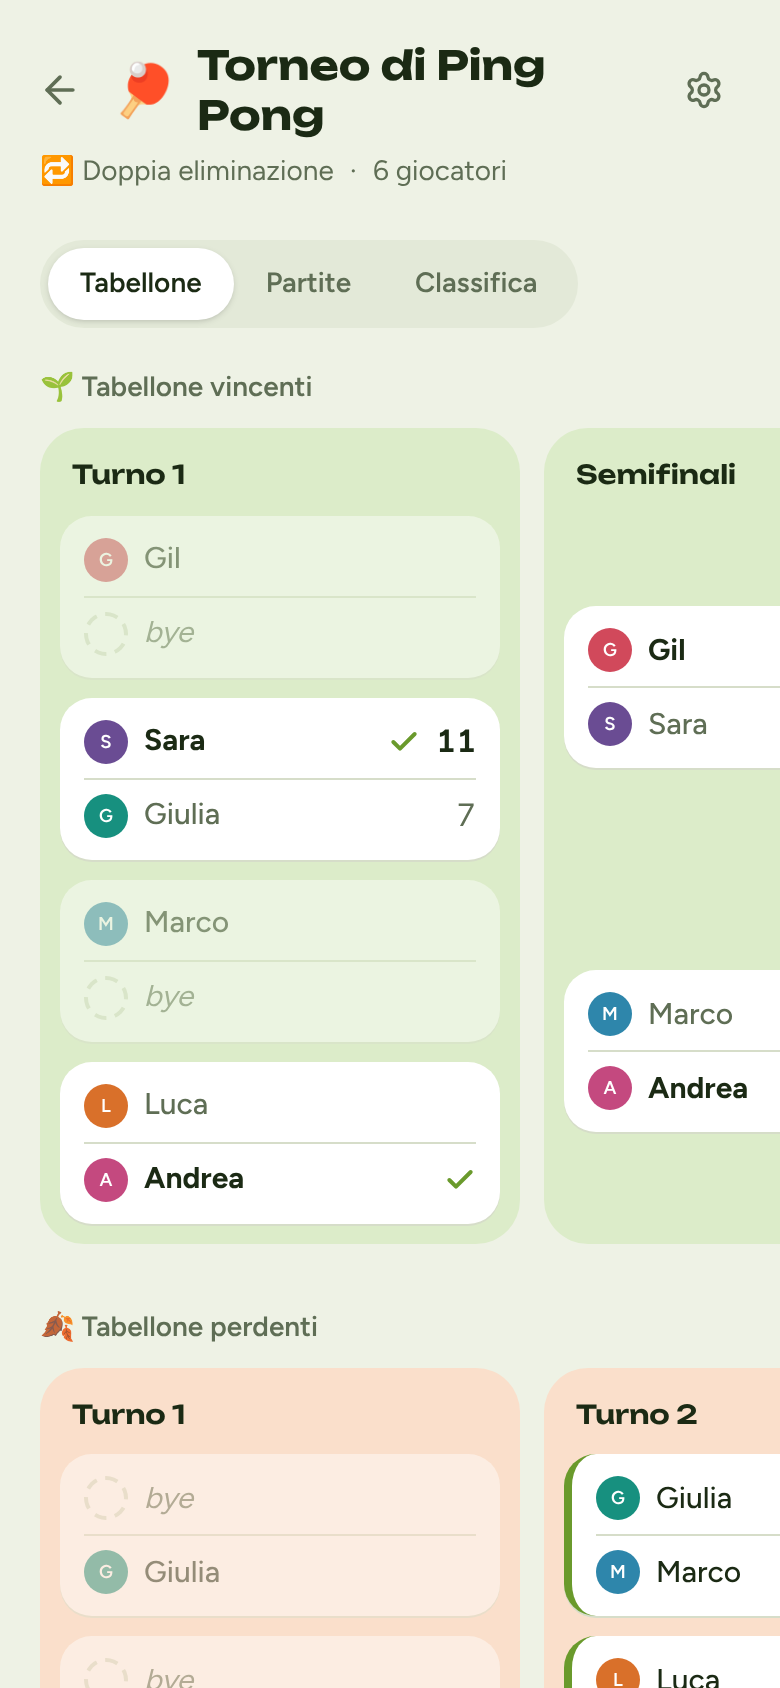 Torneo di Ping
Pong
Doppia eliminazione · 6 giocatori
Tabellone Partite Classifica
Tabellone vincenti
Turno 1
G Gil
bye
S Sara 11
G Giulia 7
M Marco
bye
L Luca
A Andrea
Semifinali
G Gil
S Sara
M Marco
A Andrea
Tabellone perdenti
Turno 1
bye
G Giulia
bye
Turno 2
G Giulia
M Marco
L Luca